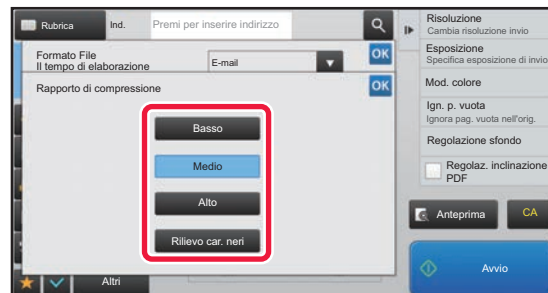 Rubrica
Ind.
Premi per inserire indirizzo
Formato File
Il tempo di elaborazione
E-mail
OK
Rapporto di compressione
OK
Basso
Medio
Alto
Rilievo car. neri
Altri
Risoluzione
Cambia risoluzione invio
Esposizione
Specifica esposizione di invio
Mod. colore
Ign. p. vuota
Ignora pag. vuota nell'orig.
Regolazione sfondo
Regolaz. inclinazione
PDF
Anteprima
CA
Avvio